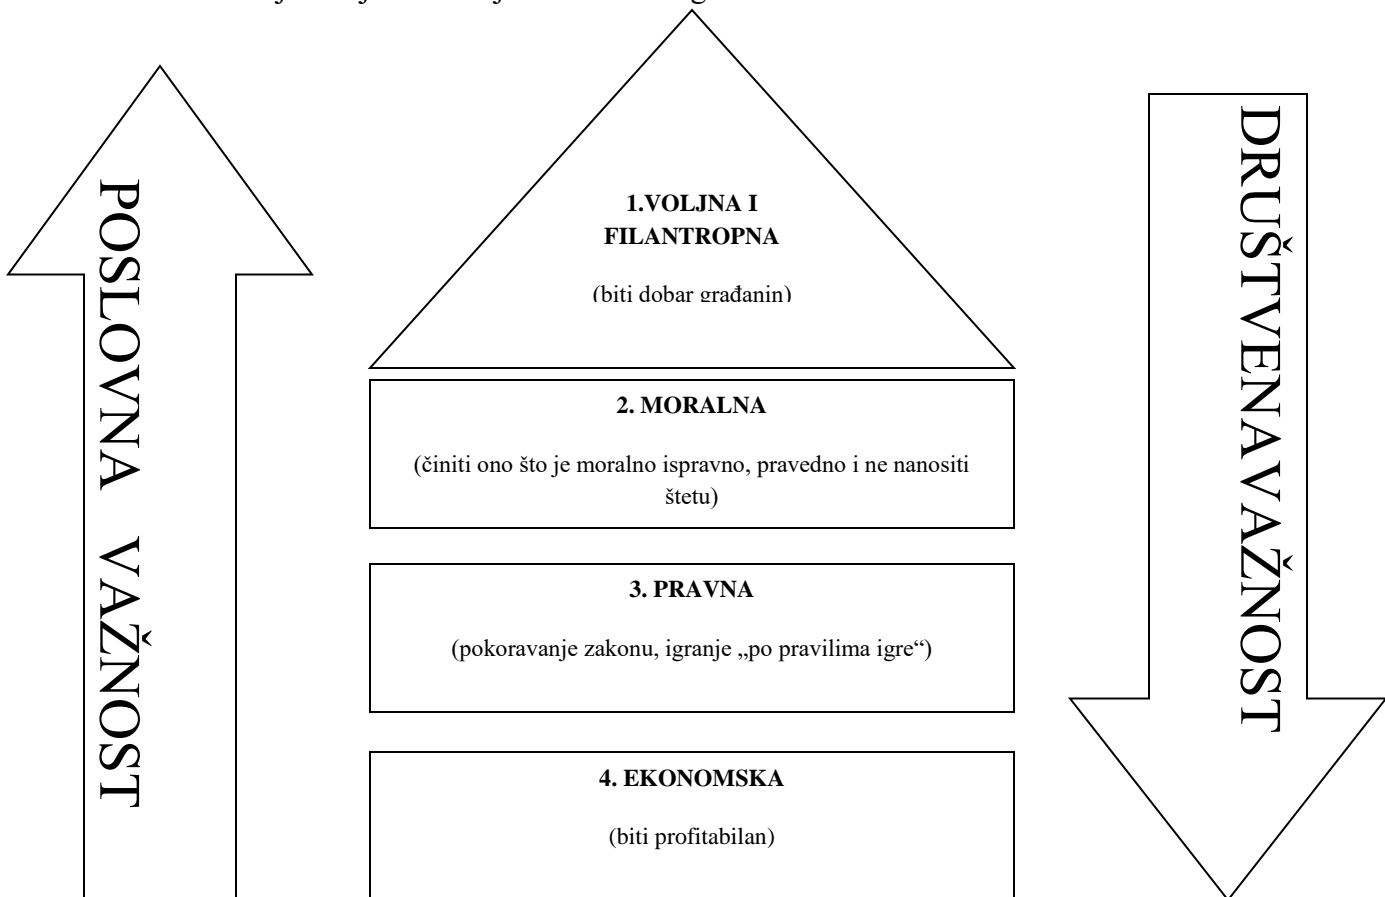 POSLOVNA VAŽNOST
1.VOLJNA I
FILANTROPNA
(biti dobar građanin)
2. MORALNA
(činiti ono što je moralno ispravno, pravedno i ne nanositi
štetu)
3. PRAVNA
(pokoravanje zakonu, igranje „po pravilima igre“)
4. EKONOMSKA
(biti profitabilan)
DRUŠTVENAVAŽNOST